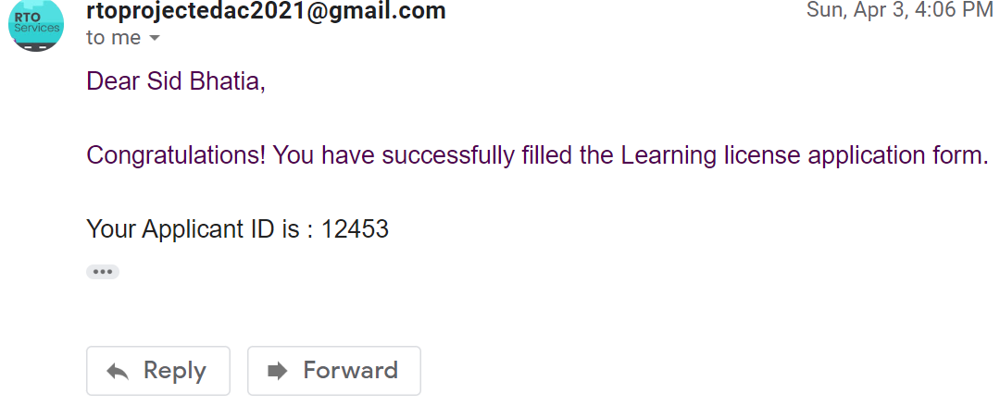 RTO
Services
rtoprojectedac2021@gmail.com
Sun, Apr 3, 4:06 PM
to me
Dear Sid Bhatia,
Congratulations! You have successfully filled the Learning license application form.
Your Applicant ID is : 12453
Reply
Forward